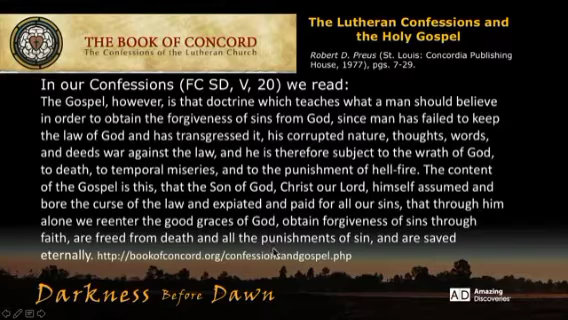 THE BOOK OF CONCORD
The Confessions of the Lutheran Church
The Lutheran Confessions and
the Holy Gospel
Robert D. Preus (St. Louis: Concordia Publishing
House, 1977), pgs. 7-29.
In our Confessions (FC SD, V, 20) we read:
The Gospel, however, is that doctrine which teaches what a man should believe
in order to obtain the forgiveness of sins from God, since man has failed to keep
the law of God and has transgressed it, his corrupted nature, thoughts, words,
and deeds war against the law, and he is therefore subject to the wrath of God,
to death, to temporal miseries, and to the punishment of hell-fire. The content
of the Gospel is this, that the Son of God, Christ our Lord, himself assumed and
bore the curse of the law and expiated and paid for all our sins, that through him
alone we reenter the good graces of God, obtain forgiveness of sins through
faith, are freed from death and all the punishments of sin, and are saved
eternally. http://bookofconcord.org/confessionsandgospel.php
Darkness Before Dawn
AD Amazing
Discoveries